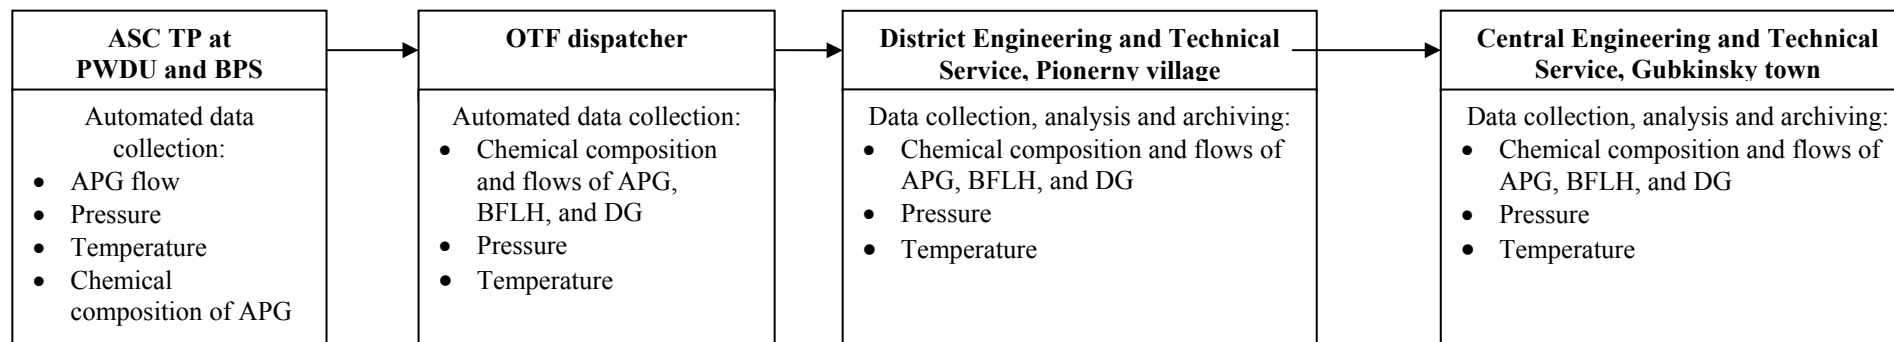 ASC TP at
PWDU and BPS
Automated data
collection:
• APG flow
• Pressure
• Temperature
• Chemical
composition of APG
OTF dispatcher
Automated data collection:
• Chemical composition
and flows of APG,
BFLH, and DG
• Pressure
• Temperature
District Engineering and Technical
Service, Pionerny village
Data collection, analysis and archiving:
• Chemical composition and flows of
APG, BFLH, and DG
• Pressure
• Temperature
Central Engineering and Technical
Service, Gubkinsky town
Data collection, analysis and archiving:
• Chemical composition and flows of
APG, BFLH, and DG
• Pressure
• Temperature